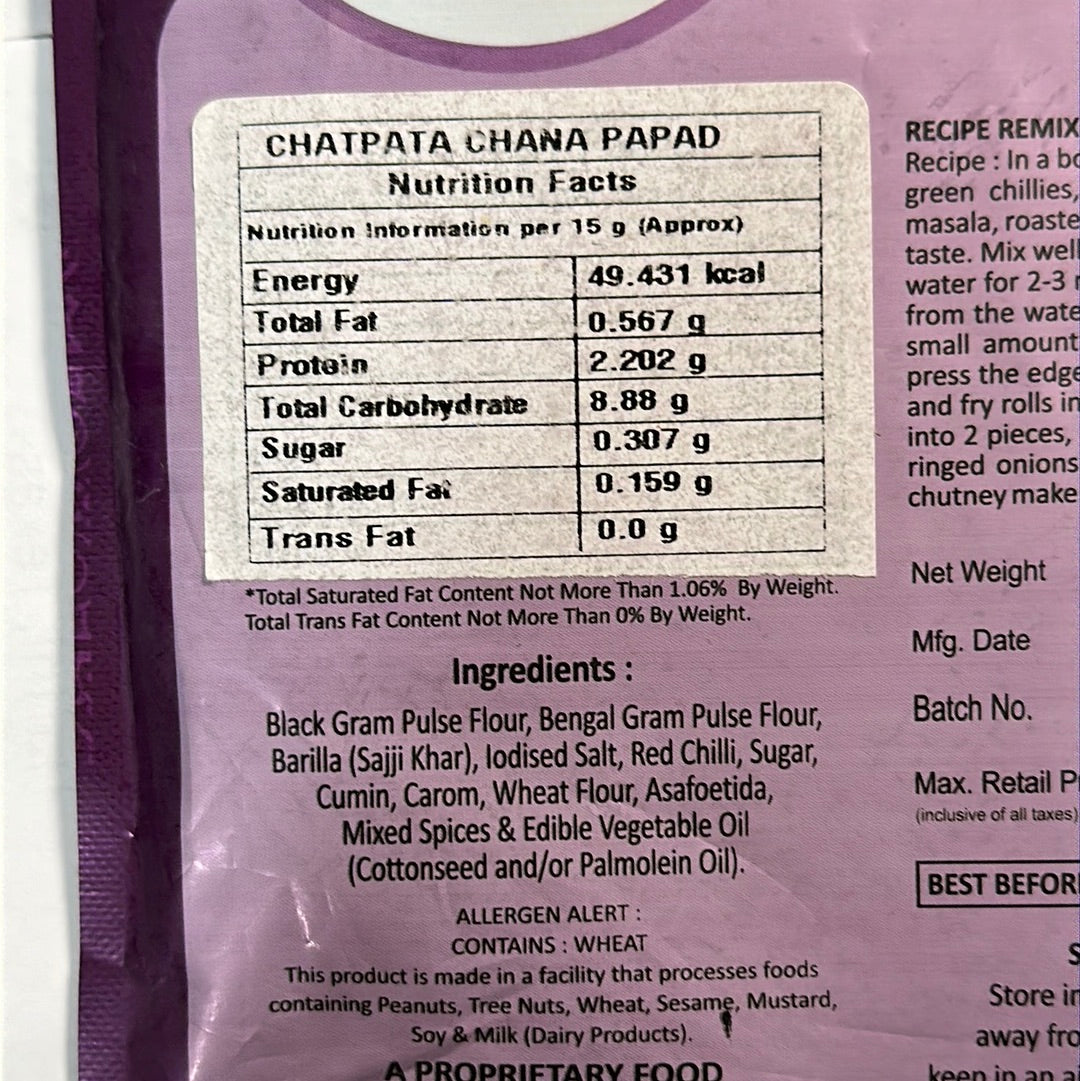 CHATPATA CHANA PAPAD
Nutrition Facts
Nutrition Information per 15 g (Approx)
Energy 49.431 kcal
Total Fat 0.567 g
Protein 2.202 g
Total Carbohydrate 8.88 g
Sugar 0.307 g
Saturated Fat 0.159 g
Trans Fat 0.0 g
*Total Saturated Fat Content Not More Than 1.06% By Weight.
Total Trans Fat Content Not More Than 0% By Weight.
Ingredients :
Black Gram Pulse Flour, Bengal Gram Pulse Flour,
Barilla (Sajji Khar), Iodised Salt, Red Chilli, Sugar,
Cumin, Carom, Wheat Flour, Asafoetida,
Mixed Spices & Edible Vegetable Oil
(Cottonseed and/or Palmolein Oil).
ALLERGEN ALERT :
CONTAINS : WHEAT
This product is made in a facility that processes foods
containing Peanuts, Tree Nuts, Wheat, Sesame, Mustard,
Soy & Milk (Dairy Products).
A PROPRIETARY FOOD
RECIPE REMIX
Recipe : In a
green chillies,
masala,
taste. Mix well
water for 2-3
from the
small amount
press the
and fry rolls in
into 2 pieces,
ringed onions
chutney make
Net Weight
Mfg. Date
Batch No.
Max. Retail
(inclusive of all taxes)
BEST
Store
away
keep in an